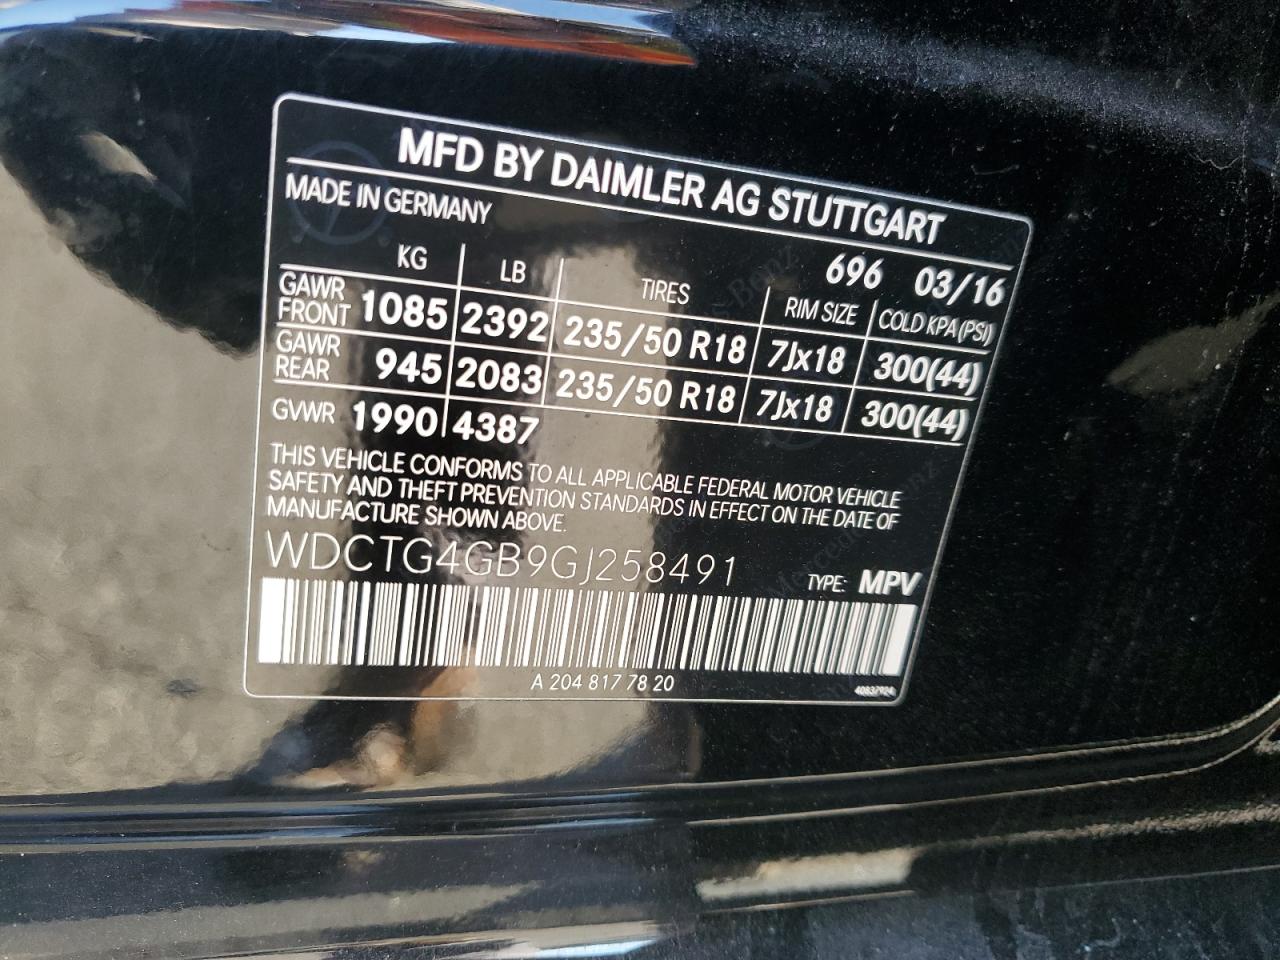 MFD BY DAIMLER AG STUTTGART
MADE IN GERMANY
696 03/16
KG LB TIRES RIM SIZE COLD KPA(PSI)
GAWR FRONT 1085 2392 235/50 R18 7Jx18 300(44)
GAWR REAR 945 2083 235/50 R18 7Jx18 300(44)
GVWR 1990 4387
THIS VEHICLE CONFORMS TO ALL APPLICABLE FEDERAL MOTOR VEHICLE
SAFETY AND THEFT PREVENTION STANDARDS IN EFFECT ON THE DATE OF
MANUFACTURE SHOWN ABOVE.
WDCTG4GB9GJ258491 TYPE: MPV
A 204 817 78 20
40837924